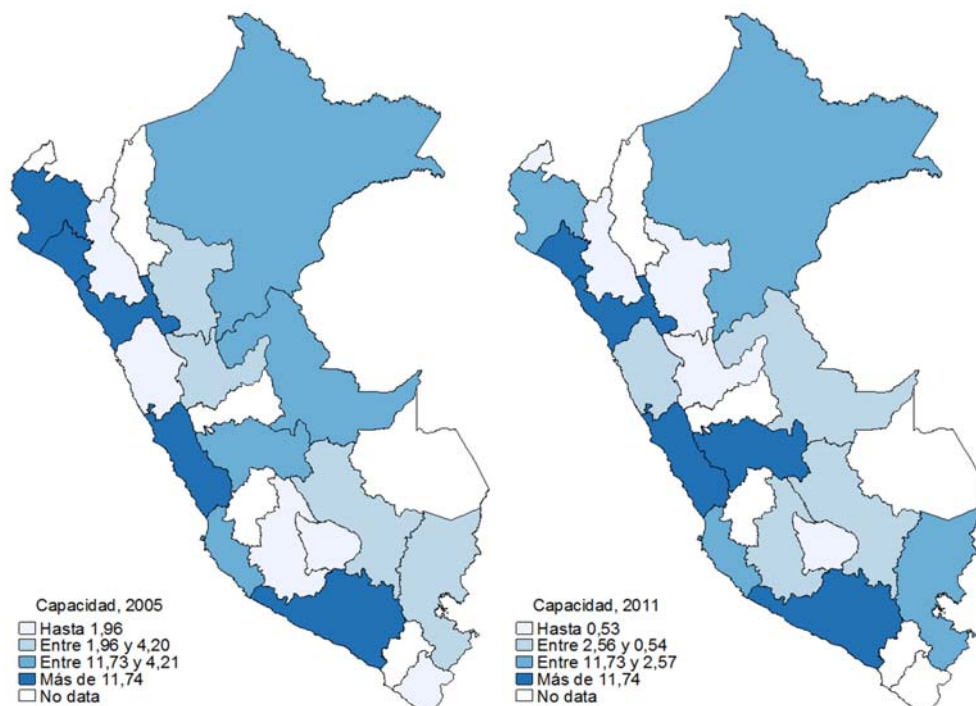 Capacidad, 2005
Hasta 1,96
Entre 1,96 y 4,20
Entre 11,73 y 4,21
Más de 11,74
No data
Capacidad, 2011
Hasta 0,53
Entre 2,56 y 0,54
Entre 11,73 y 2,57
Más de 11,74
No data